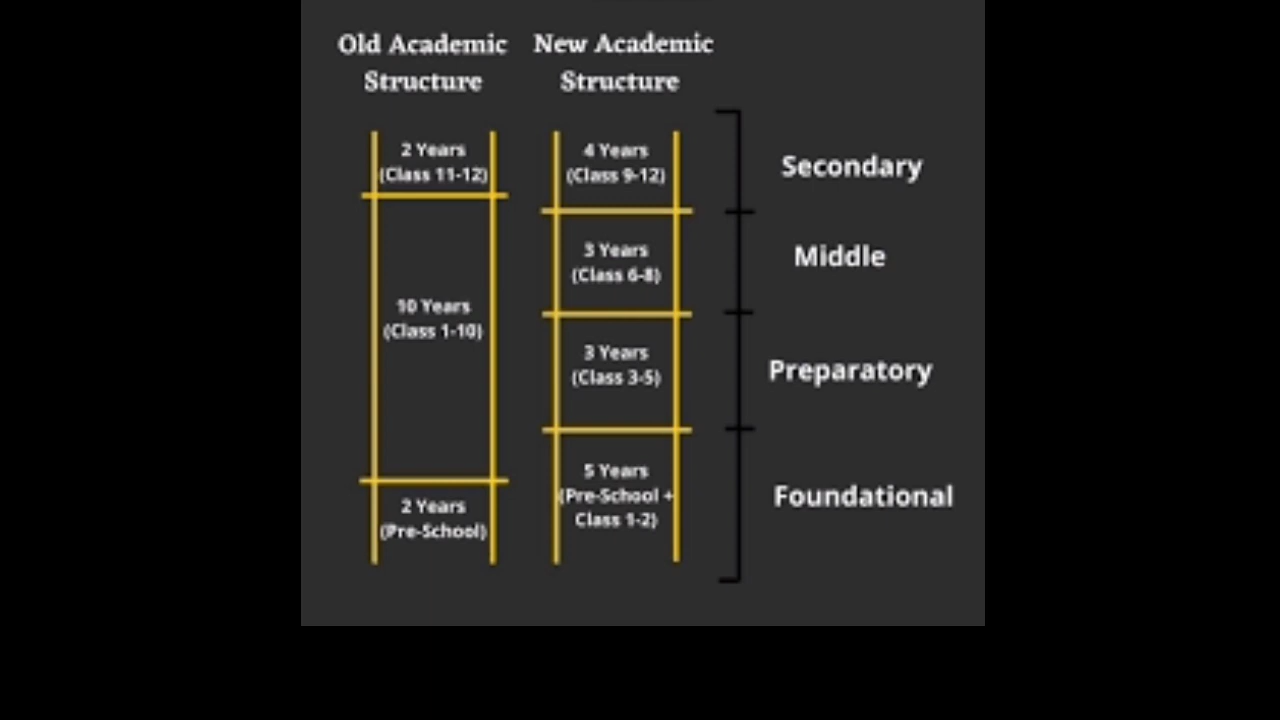 Old Academic
Structure
2 Years
(Class 11-12)
10 Years
(Class 1-10)
2 Years
(Pre-School)
New Academic
Structure
4 Years
(Class 9-12)
3 Years
(Class 6-8)
3 Years
(Class 3-5)
5 Years
(Pre-School +
Class 1-2)
Secondary
Middle
Preparatory
Foundational